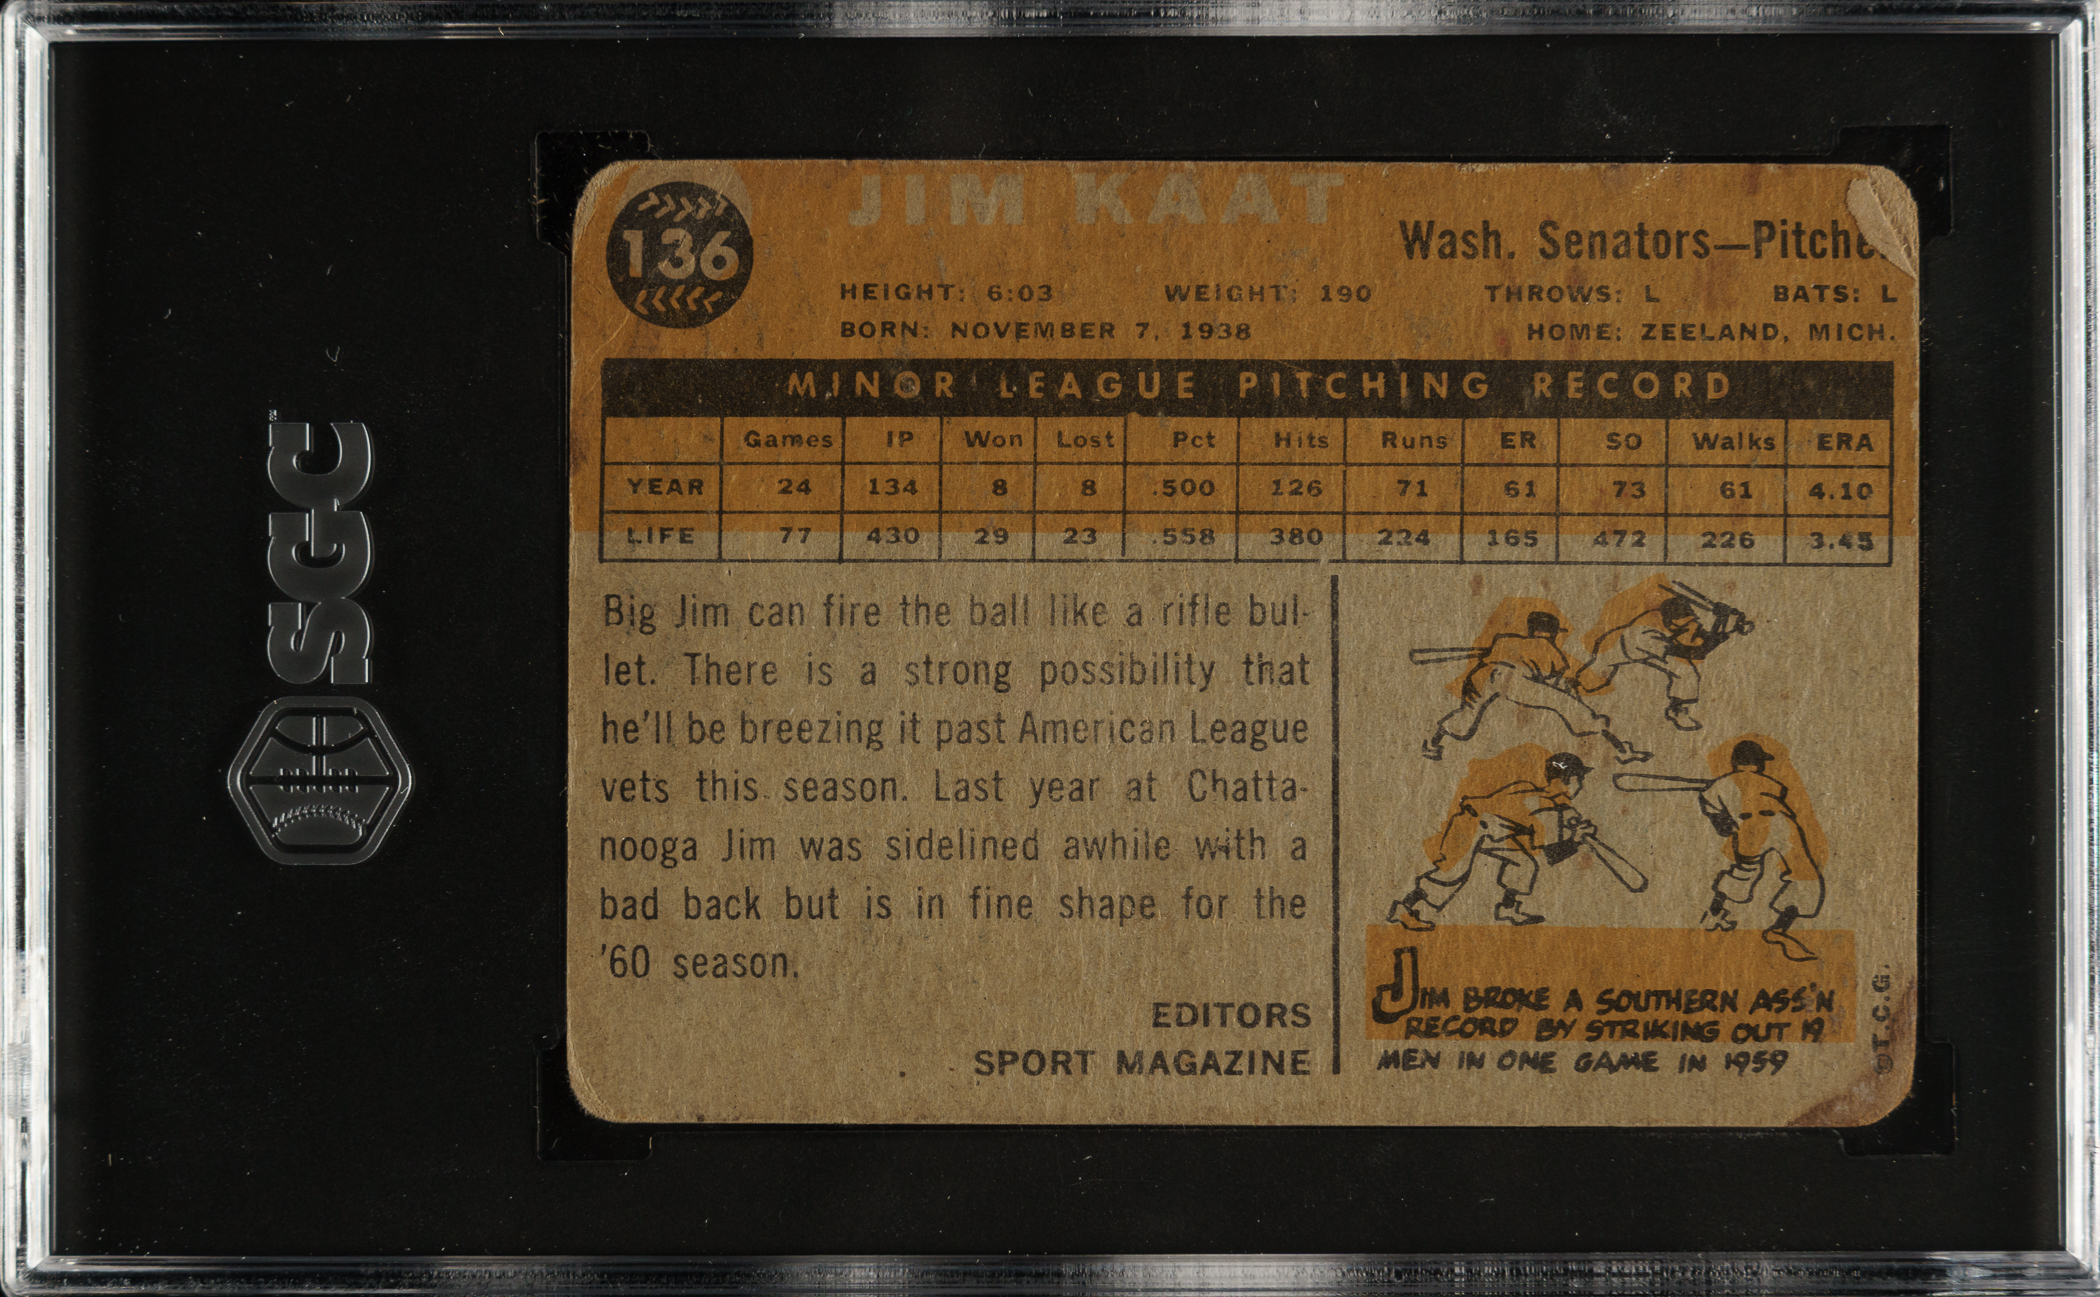 SGC
136
JIM KAAT
Wash. Senators—Pitche
HEIGHT: 6:03 WEIGHT: 190 THROWS: L BATS: L
BORN: NOVEMBER 7, 1938 HOME: ZEELAND, MICH.
MINOR LEAGUE PITCHING RECORD
Games IP Won Lost Pct Hits Runs ER SO Walks ERA
YEAR 24 134 8 8 .500 126 71 61 73 61 4.10
LIFE 77 430 29 23 .558 380 224 165 472 226 3.45
Big Jim can fire the ball like a rifle bul-
let. There is a strong possibility that
he'll be breezing it past American League
vets this season. Last year at Chatta-
nooga Jim was sidelined awhile with a
bad back but is in fine shape for the
'60 season.
EDITORS
SPORT MAGAZINE
JIM BROKE A SOUTHERN ASS'N
RECORD BY STRIKING OUT 19
MEN IN ONE GAME IN 1959
©T.C.G.